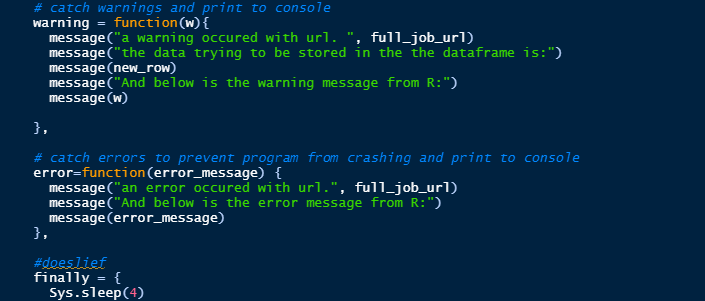 # catch warnings and print to console
warning = function(w){
message("a warning occured with url. ", full_job_url)
message("the data trying to be stored in the the dataframe is:")
message(new_row)
message("And below is the warning message from R:")
message(w)
},
# catch errors to prevent program from crashing and print to console
error=function(error_message) {
message("an error occured with url.", full_job_url)
message("And below is the error message from R:")
message(error_message)
},
#doeslief
finally = {
Sys.sleep(4)